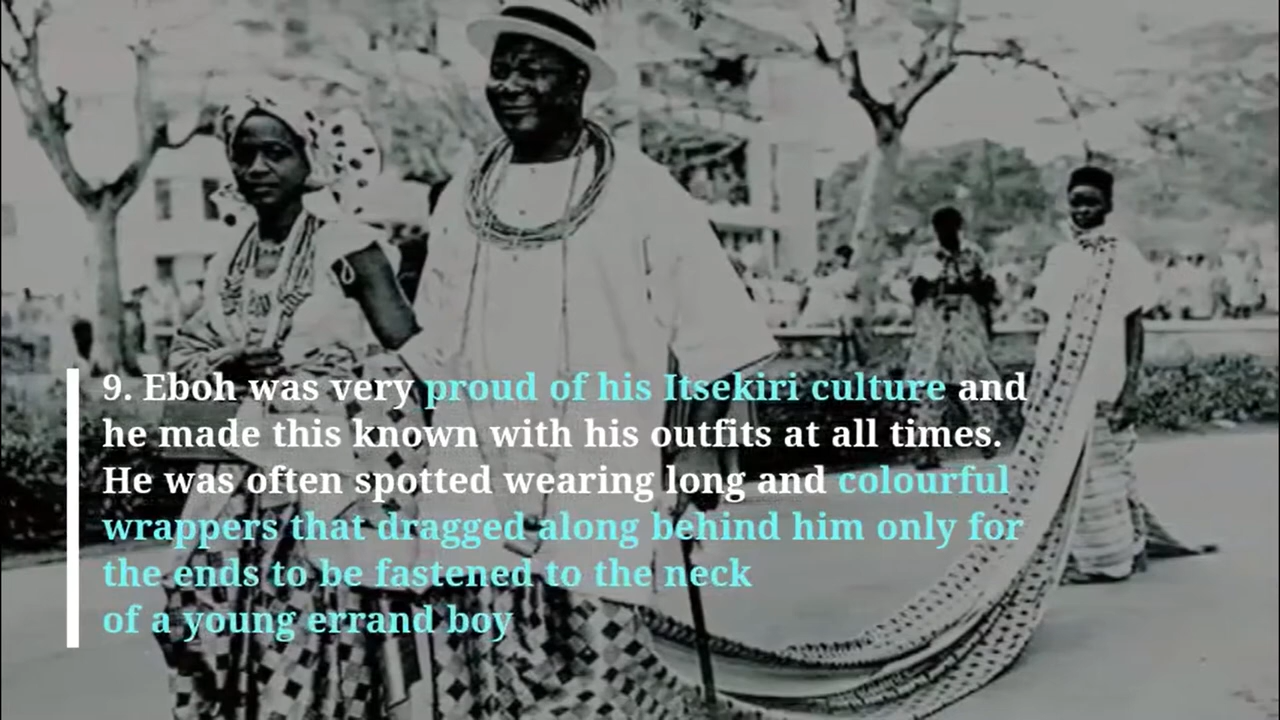 9. Eboh was very proud of his Itsekiri culture and
he made this known with his outfits at all times.
He was often spotted wearing long and colourful
wrappers that dragged along behind him only for
the ends to be fastened to the neck
of a young errand boy